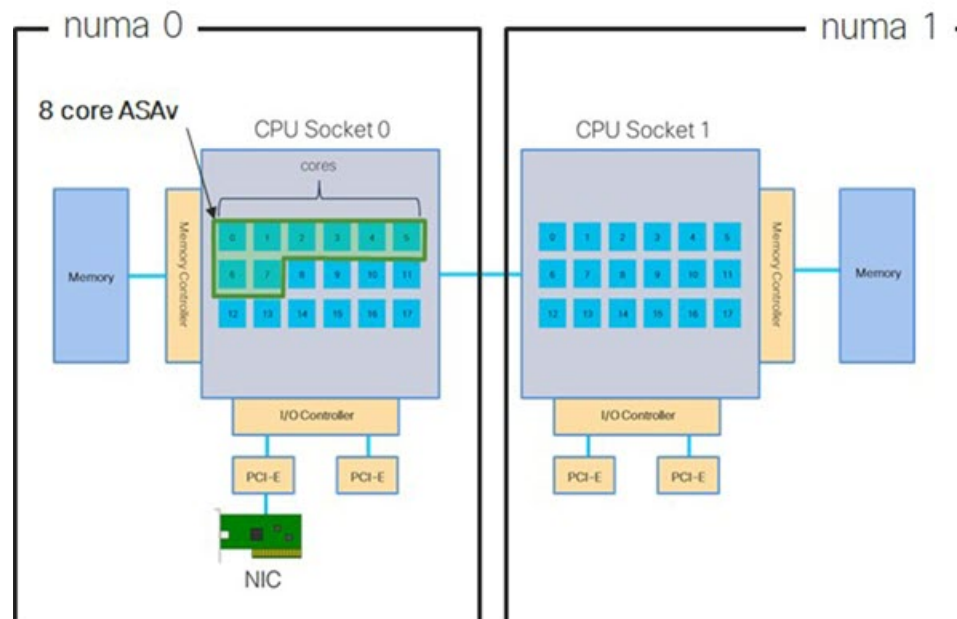 numa 0
numa 1
8 core ASAv
CPU Socket 0
CPU Socket 1
cores
Memory
Memory Controller
0 1 2 3 4 5
6 7 8 9 10 11
12 13 14 15 16 17
0 1 2 3 4 5
6 7 8 9 10 11
12 13 14 15 16 17
Memory Controller
Memory
I/O Controller
I/O Controller
PCI-E
PCI-E
PCI-E
PCI-E
NIC